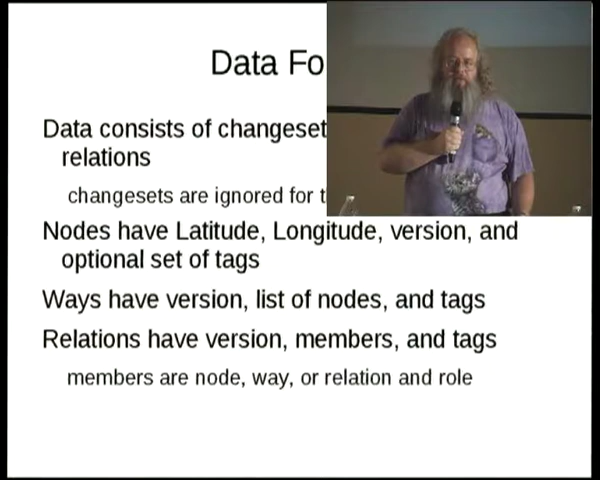 Data Fo
Data consists of changeset
relations
changesets are ignored for t
Nodes have Latitude, Longitude, version, and
optional set of tags
Ways have version, list of nodes, and tags
Relations have version, members, and tags
members are node, way, or relation and role